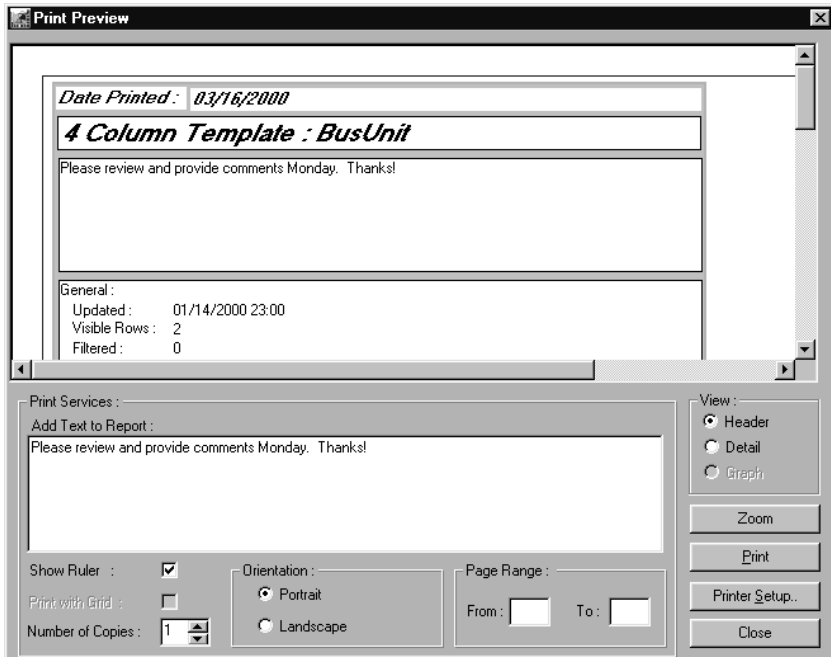 Print Preview
Date Printed : 03/16/2000
4 Column Template : BusUnit
Please review and provide comments Monday. Thanks!
General :
Updated : 01/14/2000 23:00
Visible Rows : 2
Filtered : 0
Print Services :
Add Text to Report :
Please review and provide comments Monday. Thanks!
Show Ruler :
Print with Grid :
Number of Copies : 1
Orientation :
Portrait
Landscape
Page Range :
From : To :
View :
Header
Detail
Graph
Zoom
Print
Printer Setup..
Close